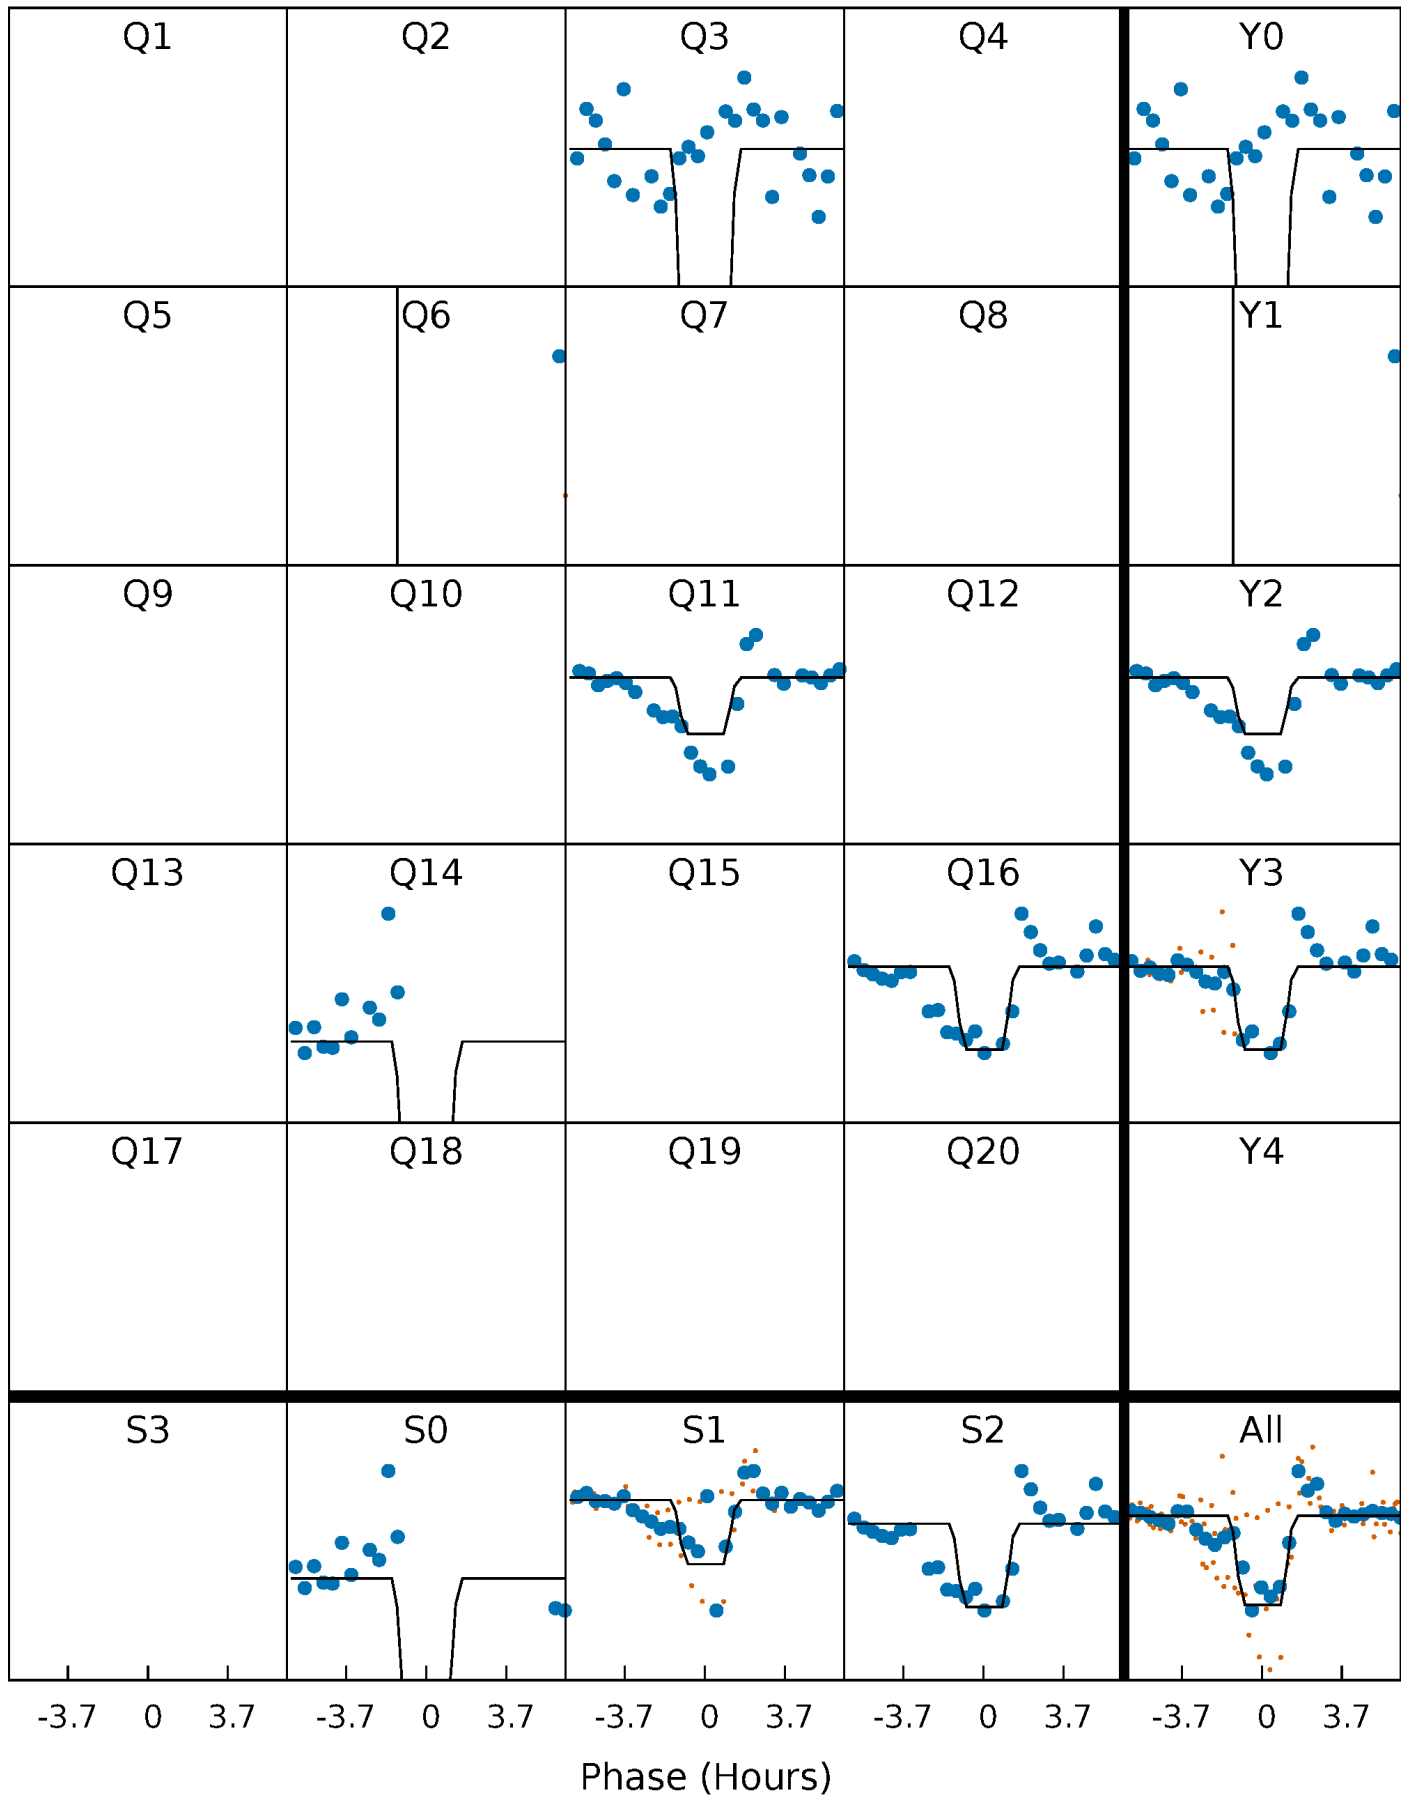 Q1 Q2 Q3 Q4 Y0
Q5 Q6 Q7 Q8 Y1
Q9 Q10 Q11 Q12 Y2
Q13 Q14 Q15 Q16 Y3
Q17 Q18 Q19 Q20 Y4
S3 S0 S1 S2 All
-3.7 0 3.7 -3.7 0 3.7 -3.7 0 3.7 -3.7 0 3.7 -3.7 0 3.7
Phase (Hours)